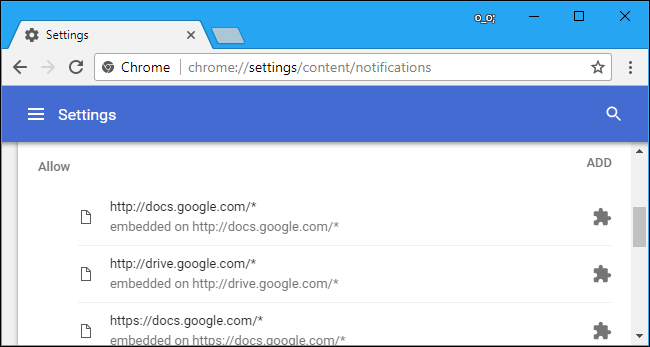 o_o;
Settings
Chrome chrome://settings/content/notifications
Settings
Allow ADD
http://docs.google.com/*
embedded on http://docs.google.com/*
http://drive.google.com/*
embedded on http://drive.google.com/*
https://docs.google.com/*
embedded on https://docs.google.com/*